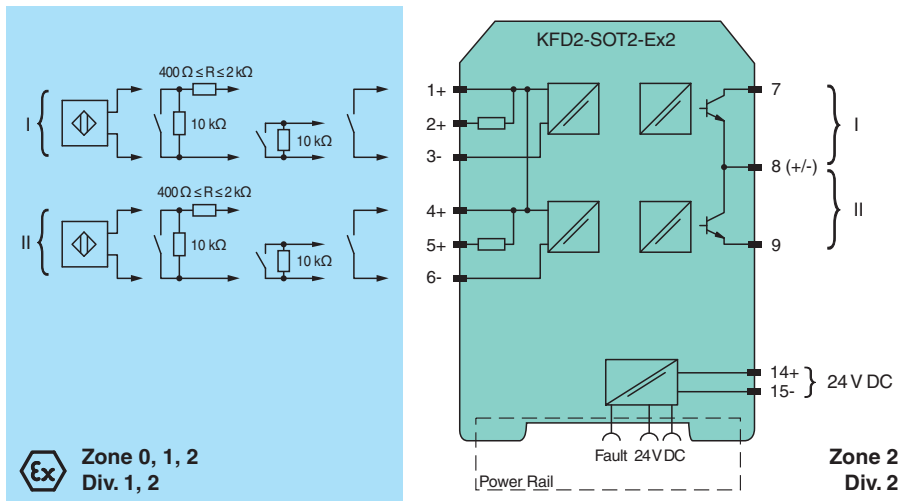 KFD2-SOT2-Ex2
400 Ω ≤ R ≤ 2 kΩ
I
10 kΩ
10 kΩ
400 Ω ≤ R ≤ 2 kΩ
II
10 kΩ
10 kΩ
1+
2+
3-
4+
5+
6-
7
I
8 (+/-)
II
9
14+
15-
24 V DC
Fault 24 V DC
Power Rail
Ex
Zone 0, 1, 2
Div. 1, 2
Zone 2
Div. 2